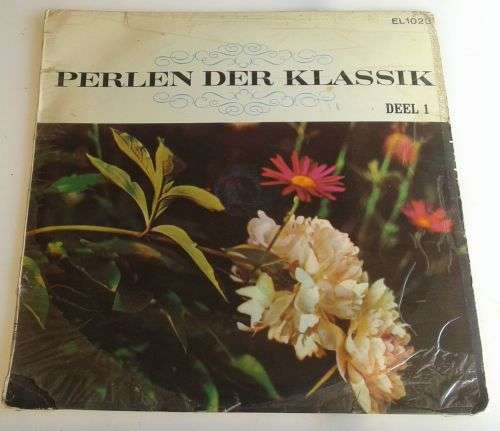 EL1023
PERLEN DER KLASSIK
DEEL 1